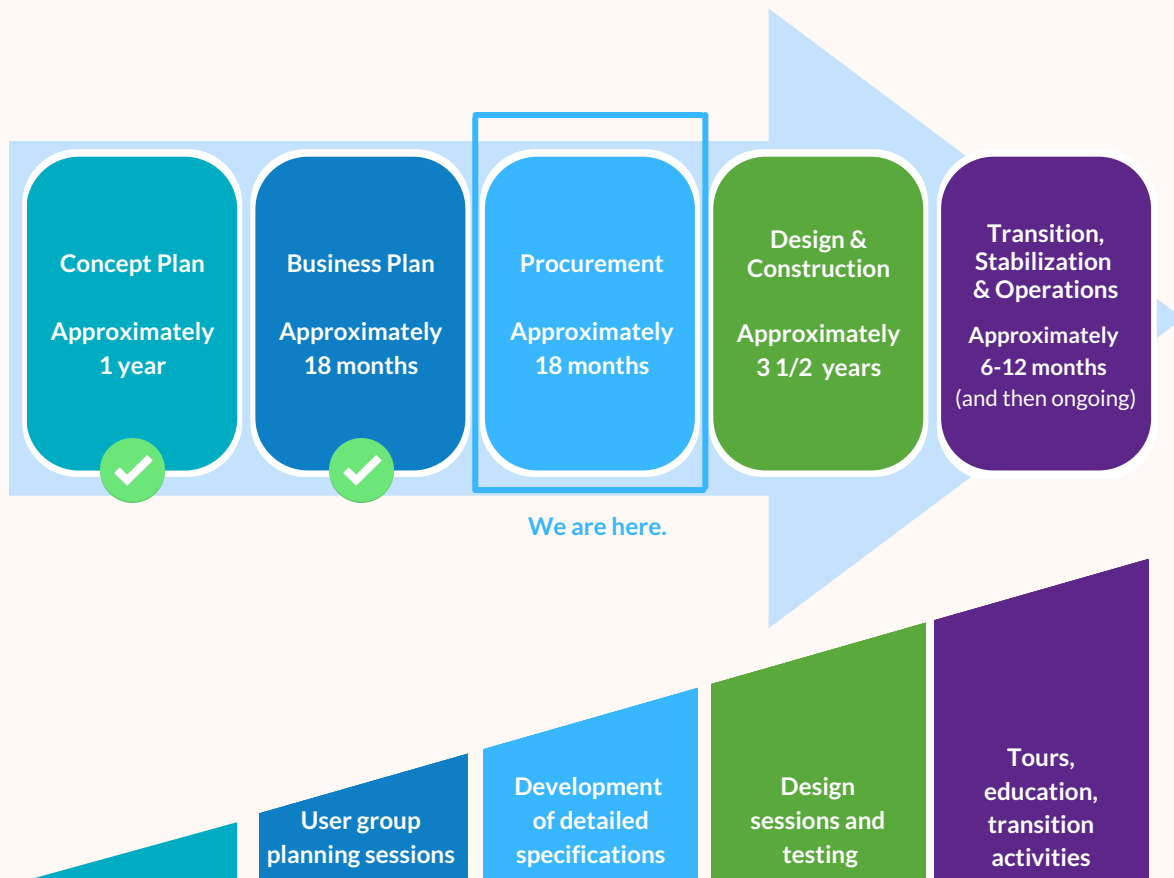 Concept Plan
Approximately
1 year
Business Plan
Approximately
18 months
Procurement
Approximately
18 months
Design &
Construction
Approximately
3 1/2 years
Transition,
Stabilization
& Operations
Approximately
6-12 months
(and then ongoing)
We are here.
User group
planning sessions
Development
of detailed
specifications
Design
sessions and
testing
Tours,
education,
transition
activities